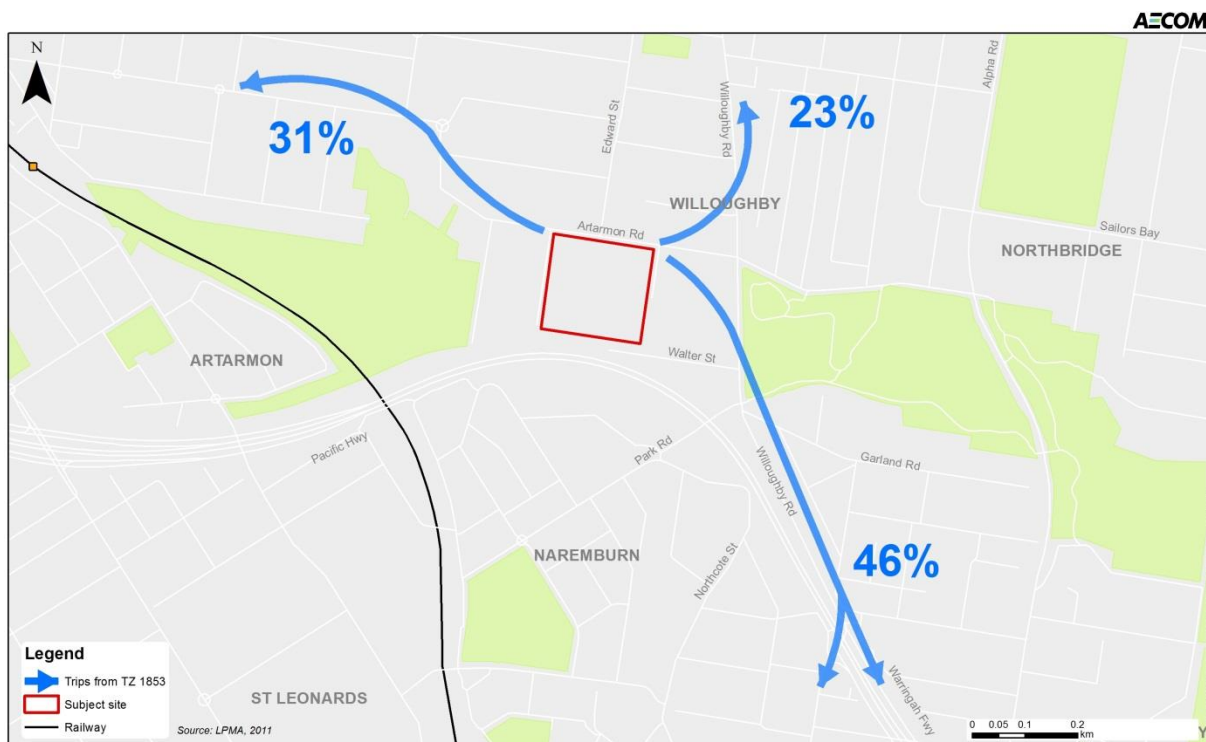 AECOM
N
31%
23%
Edward St
Willoughby Rd
Alpha Rd
WILLOUGHBY
Artarmon Rd
Sailors Bay
NORTHBRIDGE
ARTARMON
Walter St
Pacific Hwy
Park Rd
Willoughby Rd
Garland Rd
NAREMBURN
Northcote St
46%
Warringah Fwy
ST LEONARDS
Legend
Trips from TZ 1853
Subject site
Railway
Source: LPMA, 2011
0 0.05 0.1 0.2
km
Y